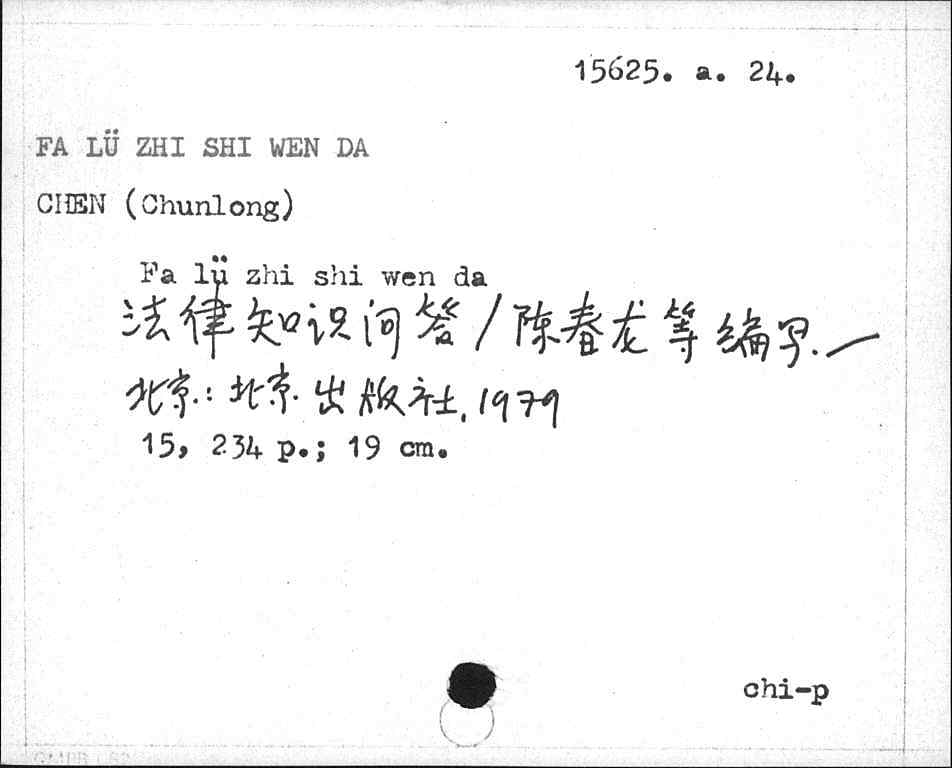 15625. a. 24.
FA LÜ ZHI SHI WEN DA
CHEN (Chunlong)
Fa lü zhi shi wen da
法律知识问答/陈春龙等编写.—
北京.: 北京.出版社, 1979
15, 234 p.; 19 cm.
chi-p